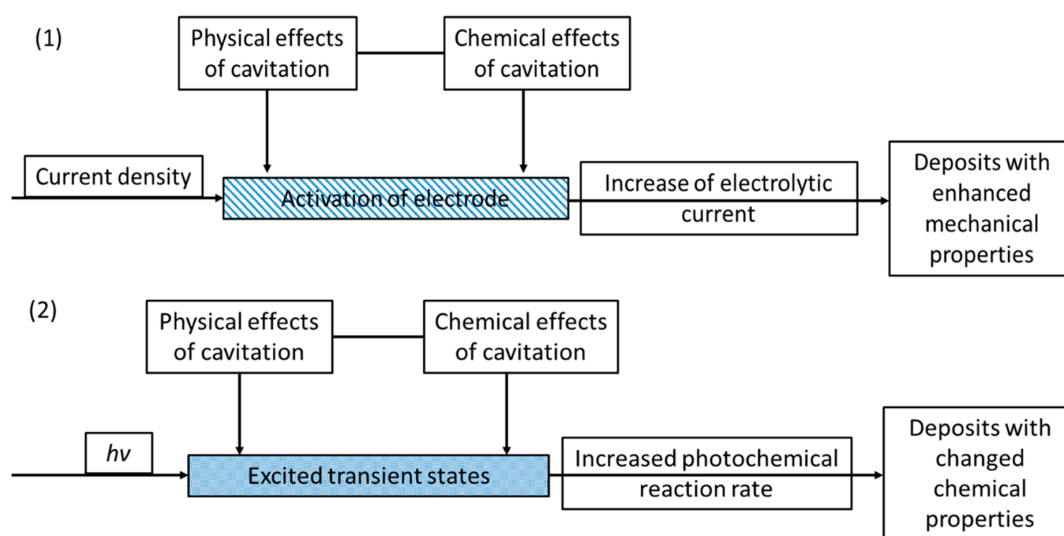 (1)
Physical effects
of cavitation
Chemical effects
of cavitation
Current density
Activation of electrode
Increase of electrolytic
current
Deposits with
enhanced
mechanical
properties
(2)
Physical effects
of cavitation
Chemical effects
of cavitation
hν
Excited transient states
Increased photochemical
reaction rate
Deposits with
changed
chemical
properties